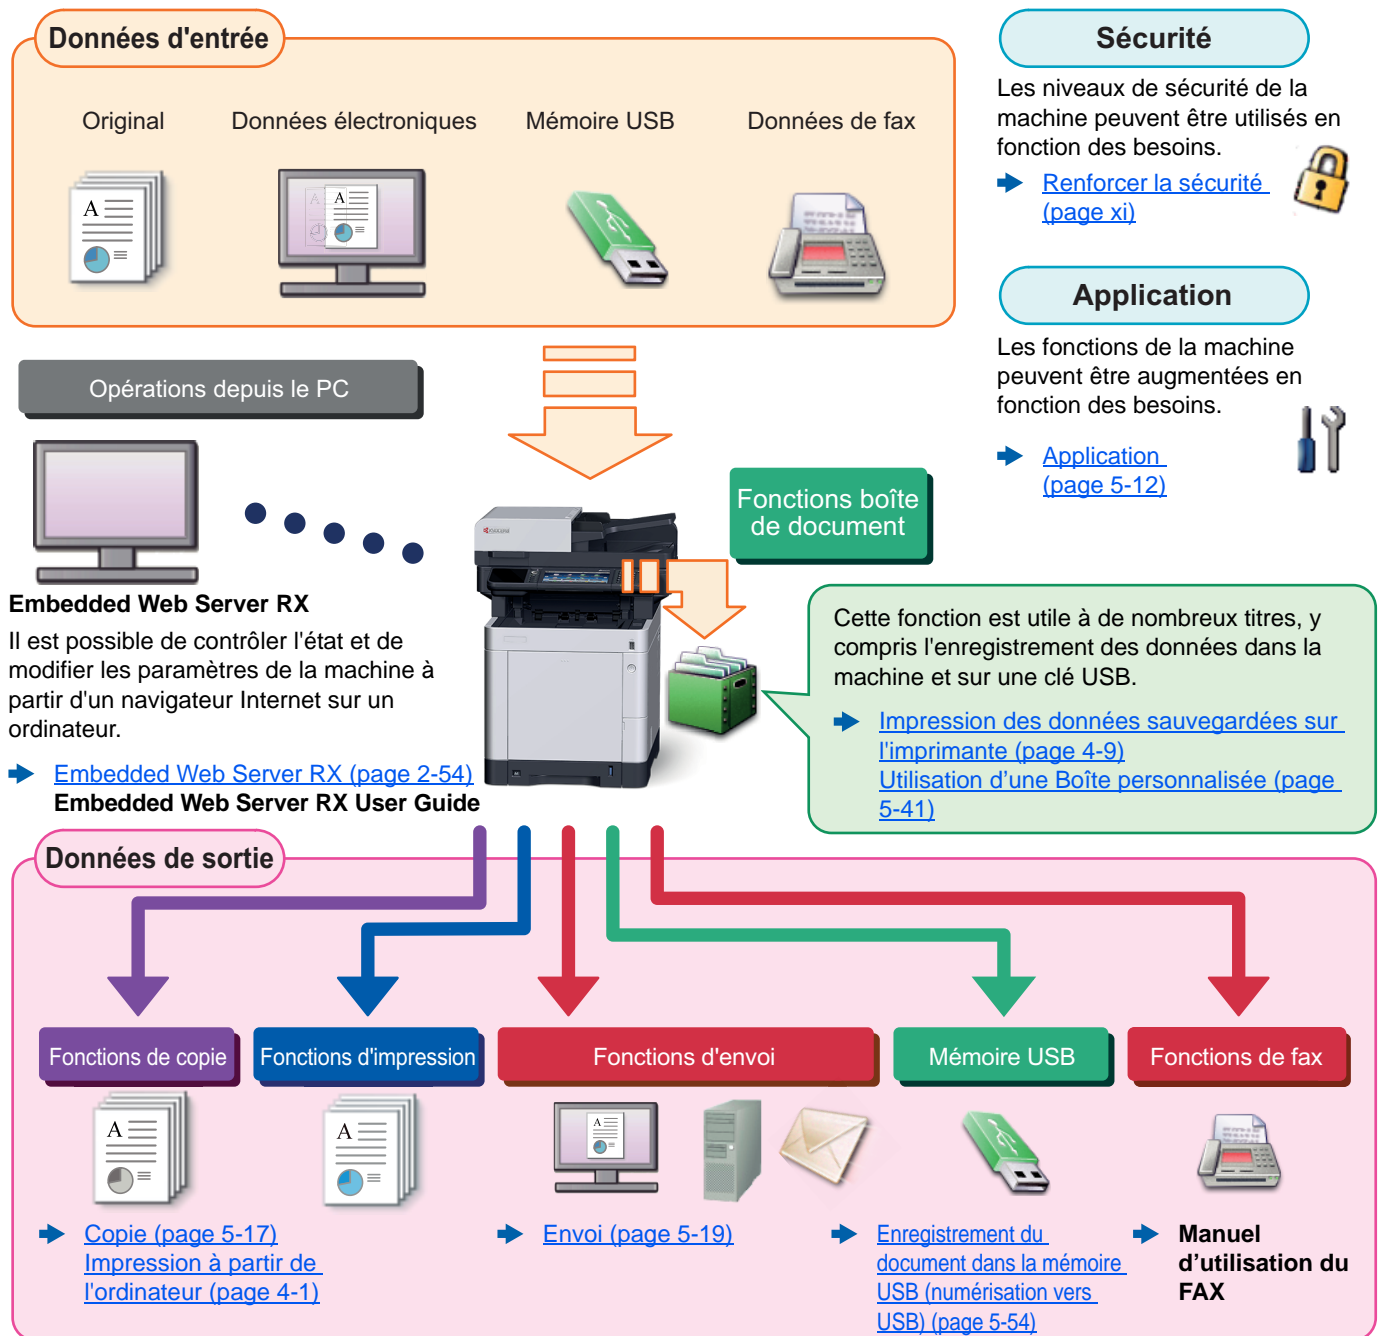 Données d'entrée
Original
Données électroniques
Mémoire USB
Données de fax
Sécurité
Les niveaux de sécurité de la
machine peuvent être utilisés en
fonction des besoins.
Renforcer la sécurité
(page xi)
Application
Les fonctions de la machine
peuvent être augmentées en
fonction des besoins.
Application
(page 5-12)
Opérations depuis le PC
Embedded Web Server RX
Il est possible de contrôler l'état et de
modifier les paramètres de la machine à
partir d'un navigateur Internet sur un
ordinateur.
Embedded Web Server RX (page 2-54)
Embedded Web Server RX User Guide
KYOCERA
Fonctions boîte
de document
Cette fonction est utile à de nombreux titres, y
compris l'enregistrement des données dans la
machine et sur une clé USB.
Impression des données sauvegardées sur
l'imprimante (page 4-9)
Utilisation d’une Boîte personnalisée (page
5-41)
Données de sortie
Fonctions de copie
Fonctions d'impression
Fonctions d'envoi
Mémoire USB
Fonctions de fax
Copie (page 5-17)
Impression à partir de
l'ordinateur (page 4-1)
Envoi (page 5-19)
Enregistrement du
document dans la mémoire
USB (numérisation vers
USB) (page 5-54)
Manuel
d’utilisation du
FAX